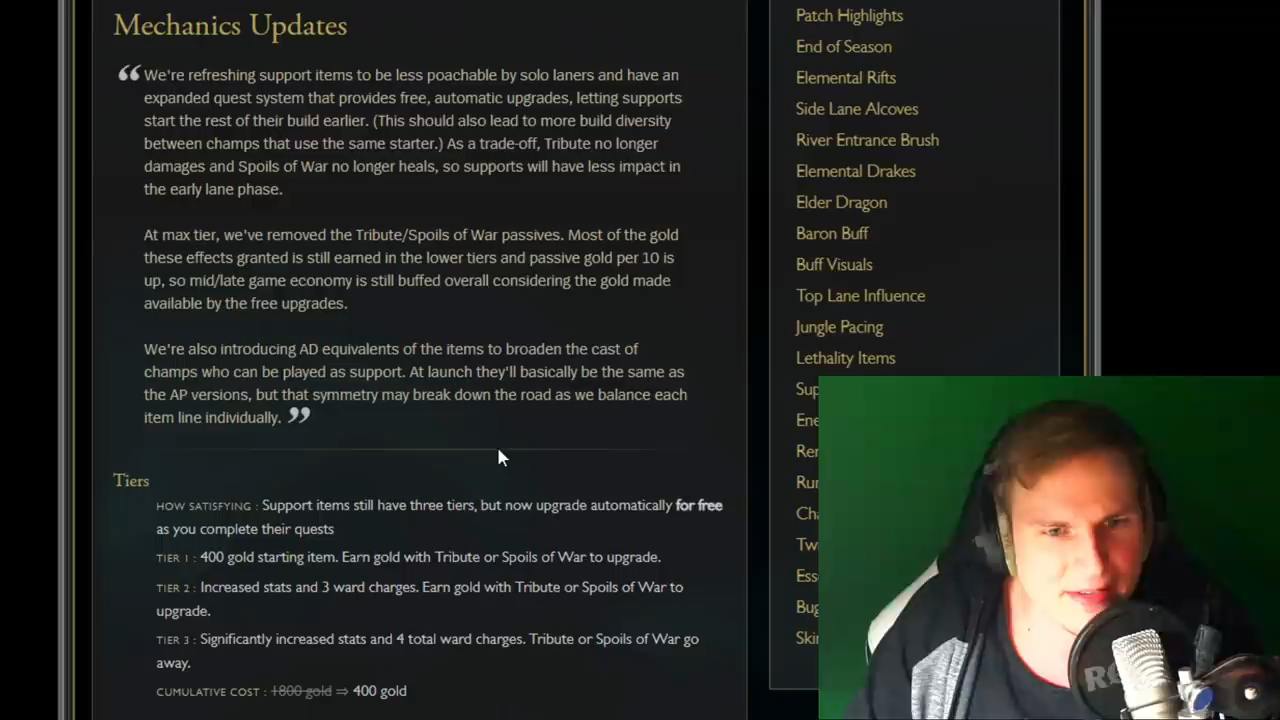 Mechanics Updates
“ We're refreshing support items to be less poachable by solo laners and have an
expanded quest system that provides free, automatic upgrades, letting supports
start the rest of their build earlier. (This should also lead to more build diversity
between champs that use the same starter.) As a trade-off, Tribute no longer
damages and Spoils of War no longer heals, so supports will have less impact in
the early lane phase.
At max tier, we've removed the Tribute/Spoils of War passives. Most of the gold
these effects granted is still earned in the lower tiers and passive gold per 10 is
up, so mid/late game economy is still buffed overall considering the gold made
available by the free upgrades.
We're also introducing AD equivalents of the items to broaden the cast of
champs who can be played as support. At launch they'll basically be the same as
the AP versions, but that symmetry may break down the road as we balance each
item line individually. ”
Tiers
HOW SATISFYING : Support items still have three tiers, but now upgrade automatically for free
as you complete their quests
TIER 1 : 400 gold starting item. Earn gold with Tribute or Spoils of War to upgrade.
TIER 2 : Increased stats and 3 ward charges. Earn gold with Tribute or Spoils of War to
upgrade.
TIER 3 : Significantly increased stats and 4 total ward charges. Tribute or Spoils of War go
away.
CUMULATIVE COST : 1800 gold ⇒ 400 gold
Patch Highlights
End of Season
Elemental Rifts
Side Lane Alcoves
River Entrance Brush
Elemental Drakes
Elder Dragon
Baron Buff
Buff Visuals
Top Lane Influence
Jungle Pacing
Lethality Items
Sup
Ene
Ren
Run
Cha
Tw
Ess
Bug
Skin